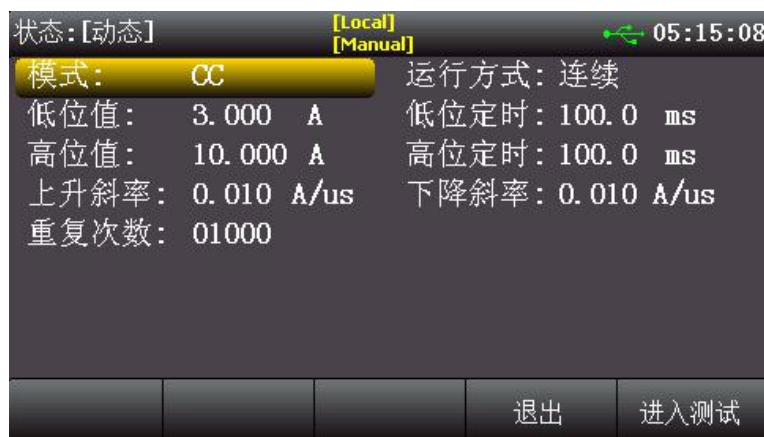 状态:[动态] [Local] 05:15:08
[Manual]
模式: CC 运行方式: 连续
低位值: 3.000 A 低位定时: 100.0 ms
高位值: 10.000 A 高位定时: 100.0 ms
上升斜率: 0.010 A/us 下降斜率: 0.010 A/us
重复次数: 01000
退出 进入测试